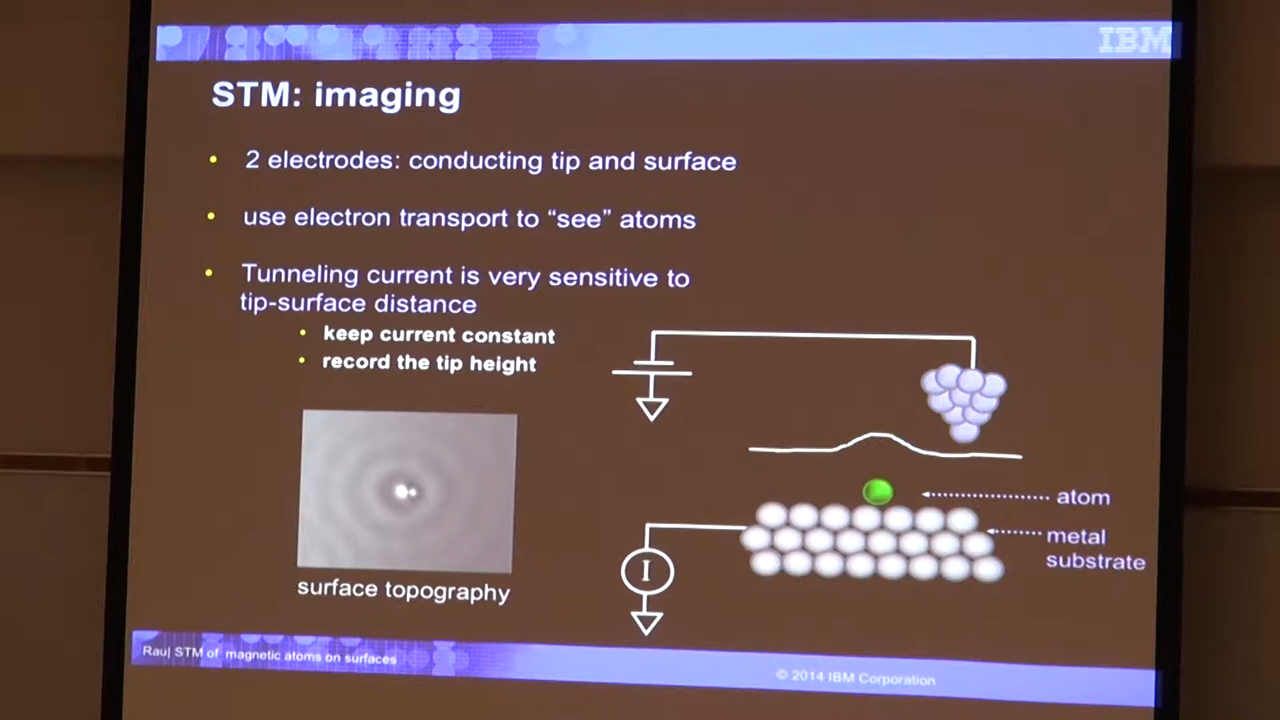 IBM
STM: imaging
• 2 electrodes: conducting tip and surface
• use electron transport to “see” atoms
• Tunneling current is very sensitive to
tip-surface distance
• keep current constant
• record the tip height
I
atom
metal
substrate
surface topography
Rau| STM of magnetic atoms on surfaces
© 2014 IBM Corporation